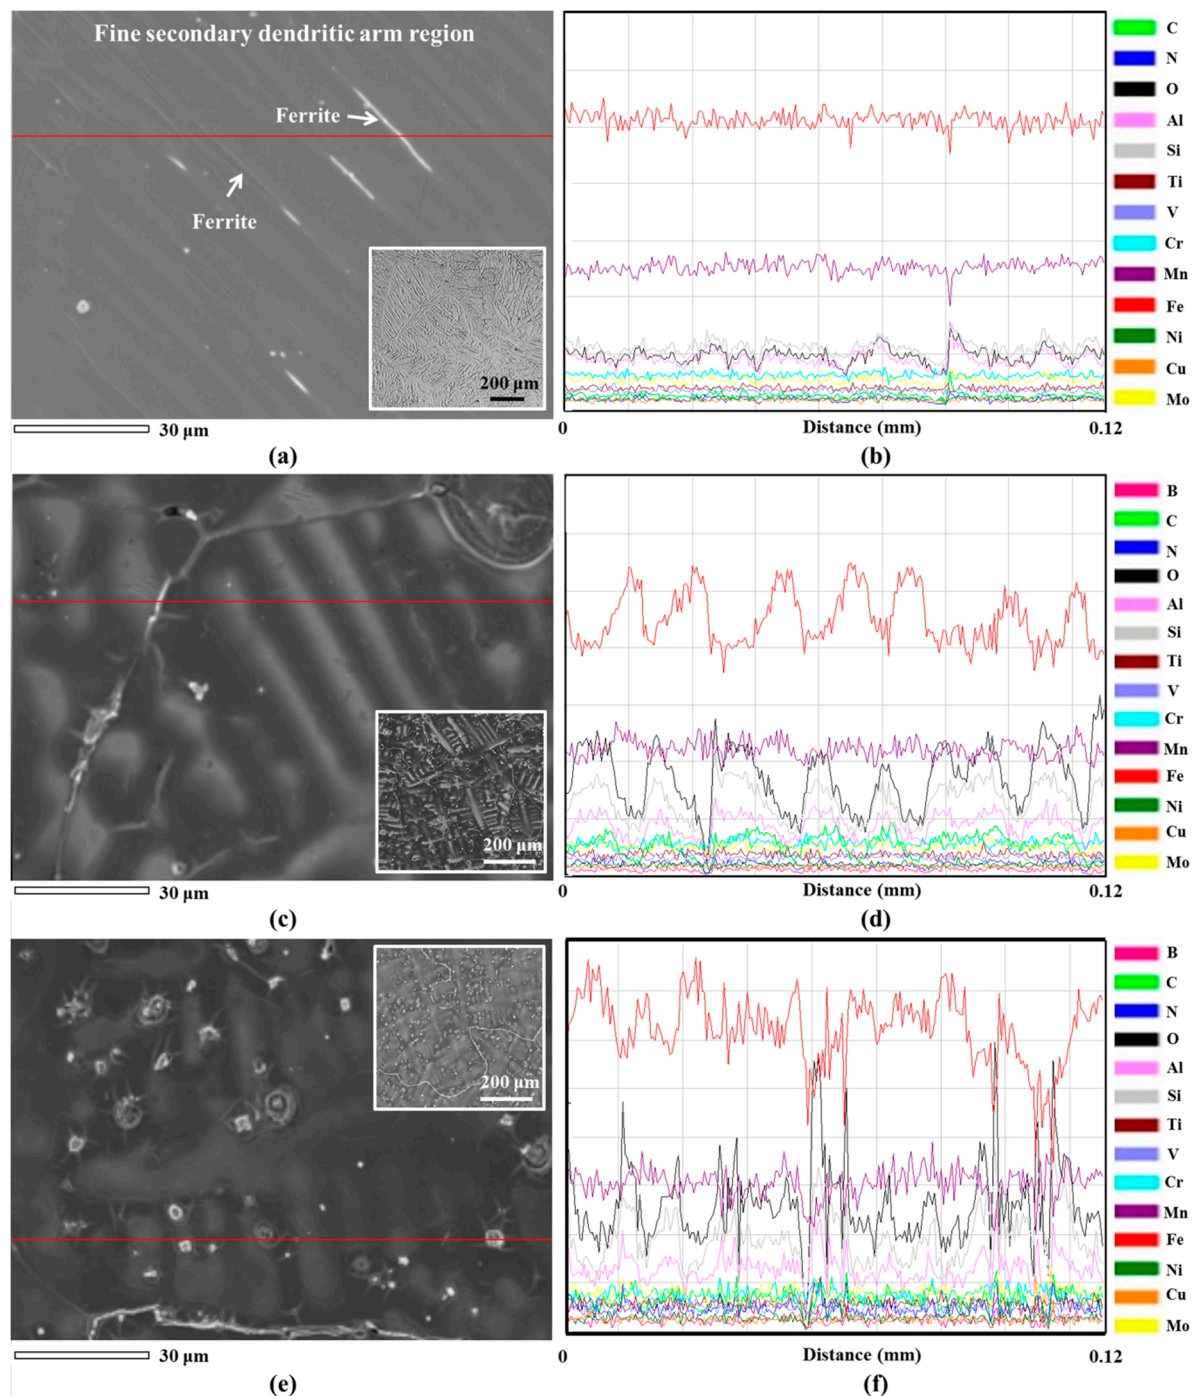 Fine secondary dendritic arm region
Ferrite
Ferrite
200 µm
30 µm
(a)
C
N
O
Al
Si
Ti
V
Cr
Mn
Fe
Ni
Cu
Mo
0 Distance (mm) 0.12
(b)
200 µm
30 µm
(c)
B
C
N
O
Al
Si
Ti
V
Cr
Mn
Fe
Ni
Cu
Mo
0 Distance (mm) 0.12
(d)
200 µm
30 µm
(e)
B
C
N
O
Al
Si
Ti
V
Cr
Mn
Fe
Ni
Cu
Mo
0 Distance (mm) 0.12
(f)